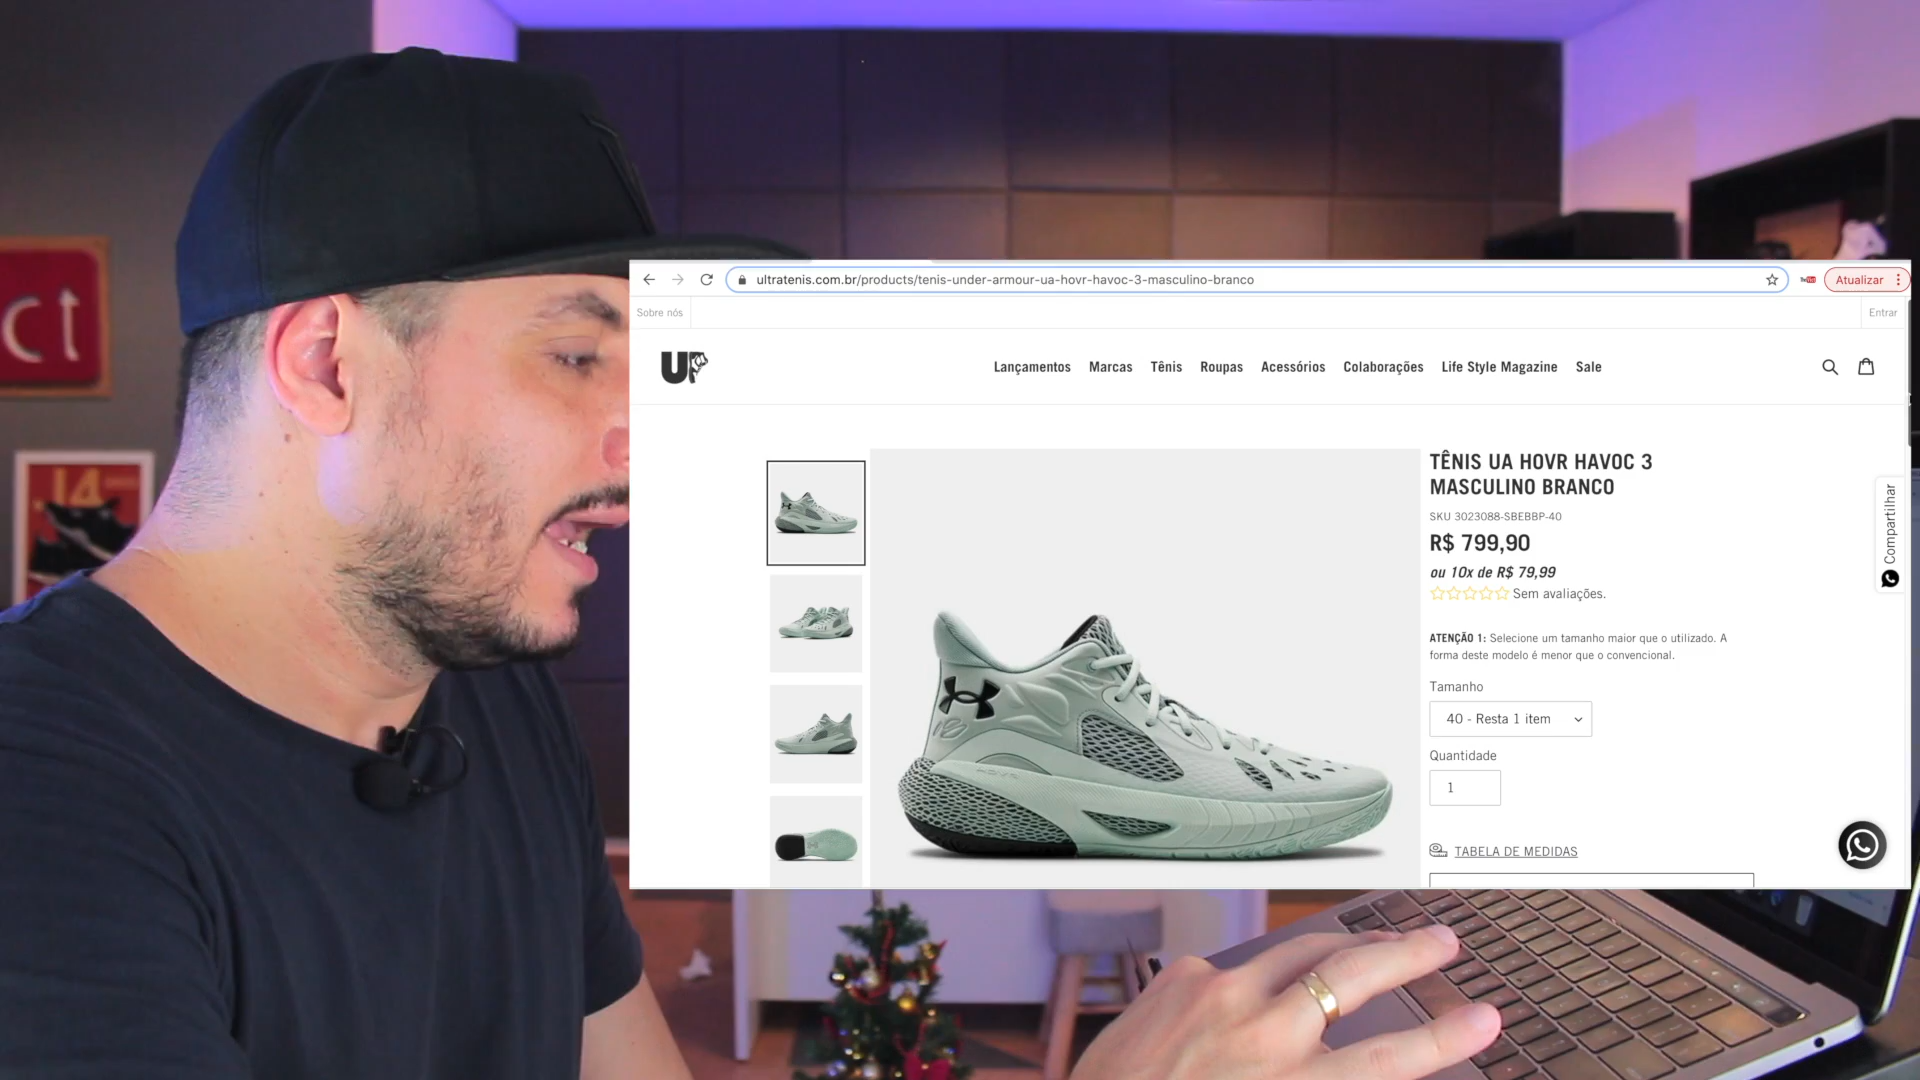 ct
14
ultratenis.com.br/products/tenis-under-armour-ua-hovr-havoc-3-masculino-branco
Atualizar
Sobre nós
Entrar
U
Lançamentos Marcas Tênis Roupas Acessórios Colaborações Life Style Magazine Sale
TÊNIS UA HOVR HAVOC 3
MASCULINO BRANCO
SKU 3023088-SBEBBP-40
R$ 799,90
ou 10x de R$ 79,99
Sem avaliações.
Compartilhar
ATENÇÃO 1: Selecione um tamanho maior que o utilizado. A
forma deste modelo é menor que o convencional.
Tamanho
40 - Resta 1 item
Quantidade
1
TABELA DE MEDIDAS